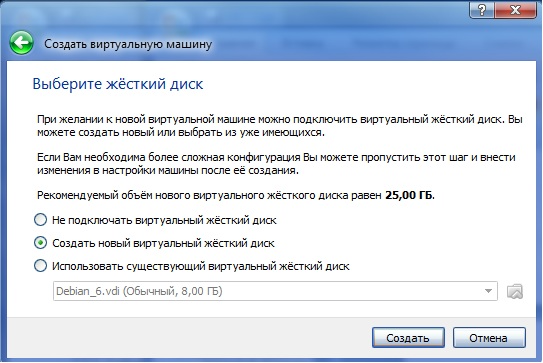 Создать виртуальную машину
Выберите жёсткий диск
При желании к новой виртуальной машине можно подключить виртуальный жёсткий диск. Вы
можете создать новый или выбрать из уже имеющихся.
Если Вам необходима более сложная конфигурация Вы можете пропустить этот шаг и внести
изменения в настройки машины после её создания.
Рекомендуемый объём нового виртуального жёсткого диска равен 25,00 ГБ.
Не подключать виртуальный жёсткий диск
Создать новый виртуальный жёсткий диск
Использовать существующий виртуальный жёсткий диск
Debian_6.vdi (Обычный, 8,00 ГБ)
Создать
Отмена